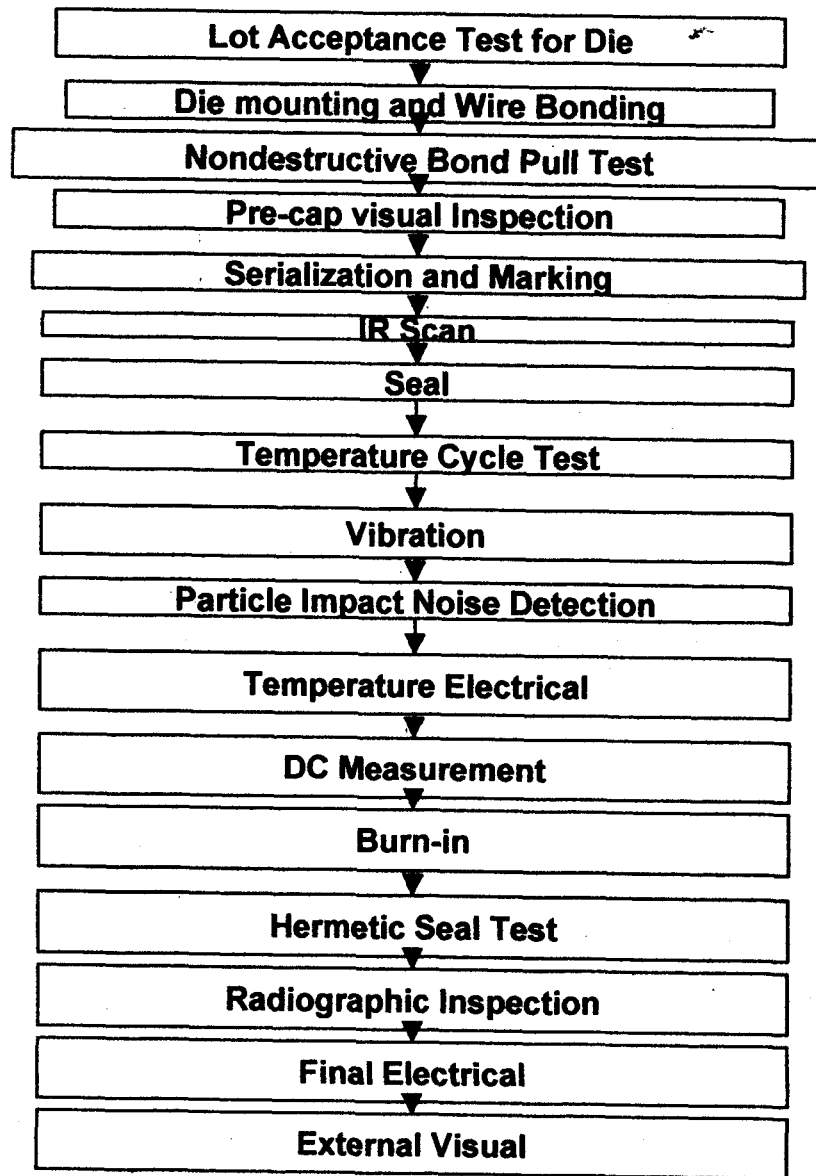 Lot Acceptance Test for Die
Die mounting and Wire Bonding
Nondestructive Bond Pull Test
Pre-cap visual Inspection
Serialization and Marking
IR Scan
Seal
Temperature Cycle Test
Vibration
Particle Impact Noise Detection
Temperature Electrical
DC Measurement
Burn-in
Hermetic Seal Test
Radiographic Inspection
Final Electrical
External Visual